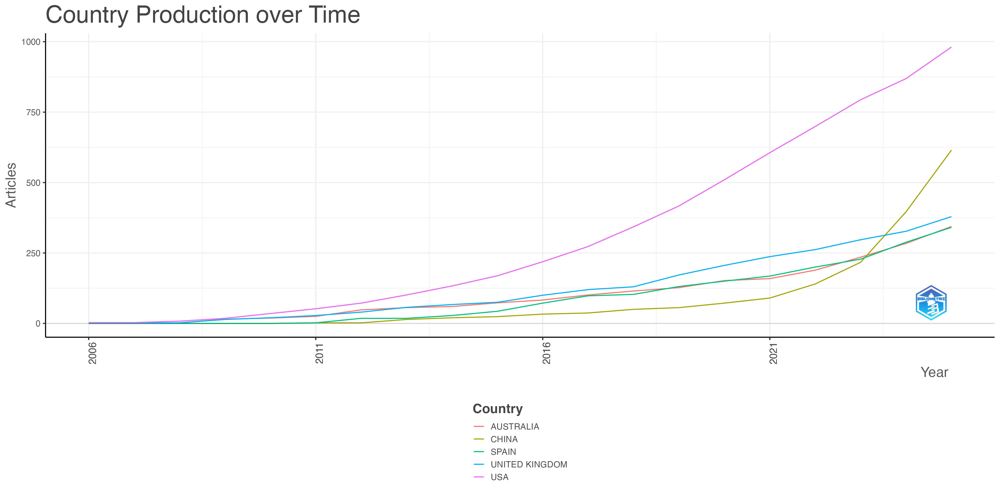 Country Production over Time
1000
750
500
250
0
Articles
2006
2011
2016
2021
Year
BIBLIOMETRIX
Country
AUSTRALIA
CHINA
SPAIN
UNITED KINGDOM
USA